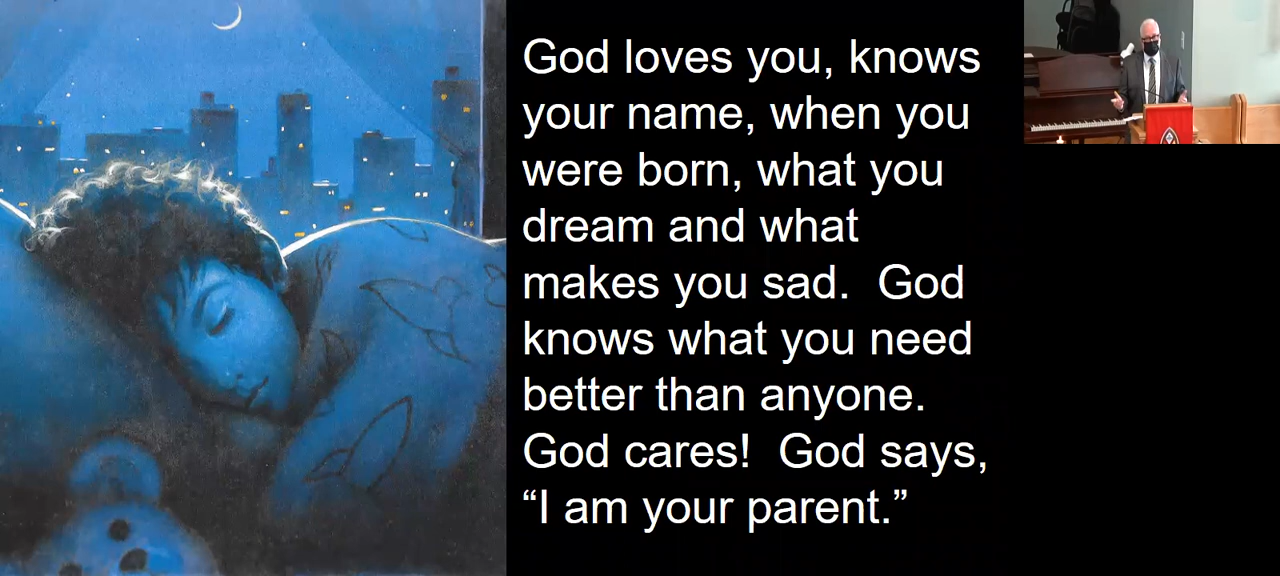 God loves you, knows
your name, when you
were born, what you
dream and what
makes you sad.  God
knows what you need
better than anyone.
God cares!  God says,
“I am your parent.”